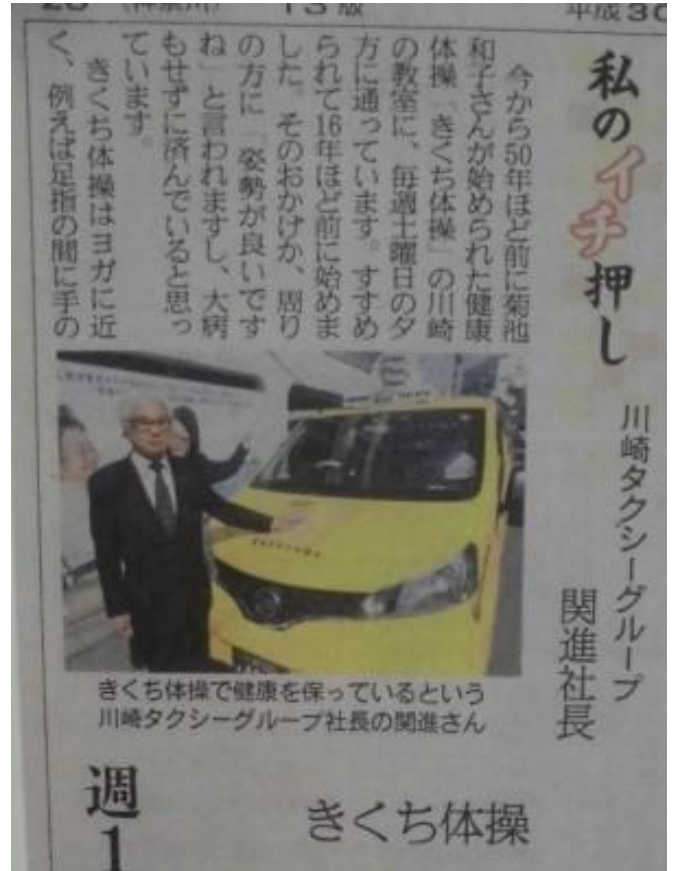 (神奈川)
13版
平成30
私のイチ押し
川崎タクシーグループ
関進社長
今から50年ほど前に菊池
和子さんが始められた健康
体操「きくち体操」の川崎
の教室に、毎週土曜日の夕
方に通っています。すすめ
られて16年ほど前に始めま
した。そのおかげか、周り
の方に「姿勢が良いです
ね」と言われますし、大病
もせずに済んでいると思っ
ています。
きくち体操はヨガに近
く、例えば足指の間に手の
きくち体操で健康を保っているという
川崎タクシーグループ社長の関進さん
きくち体操
週1